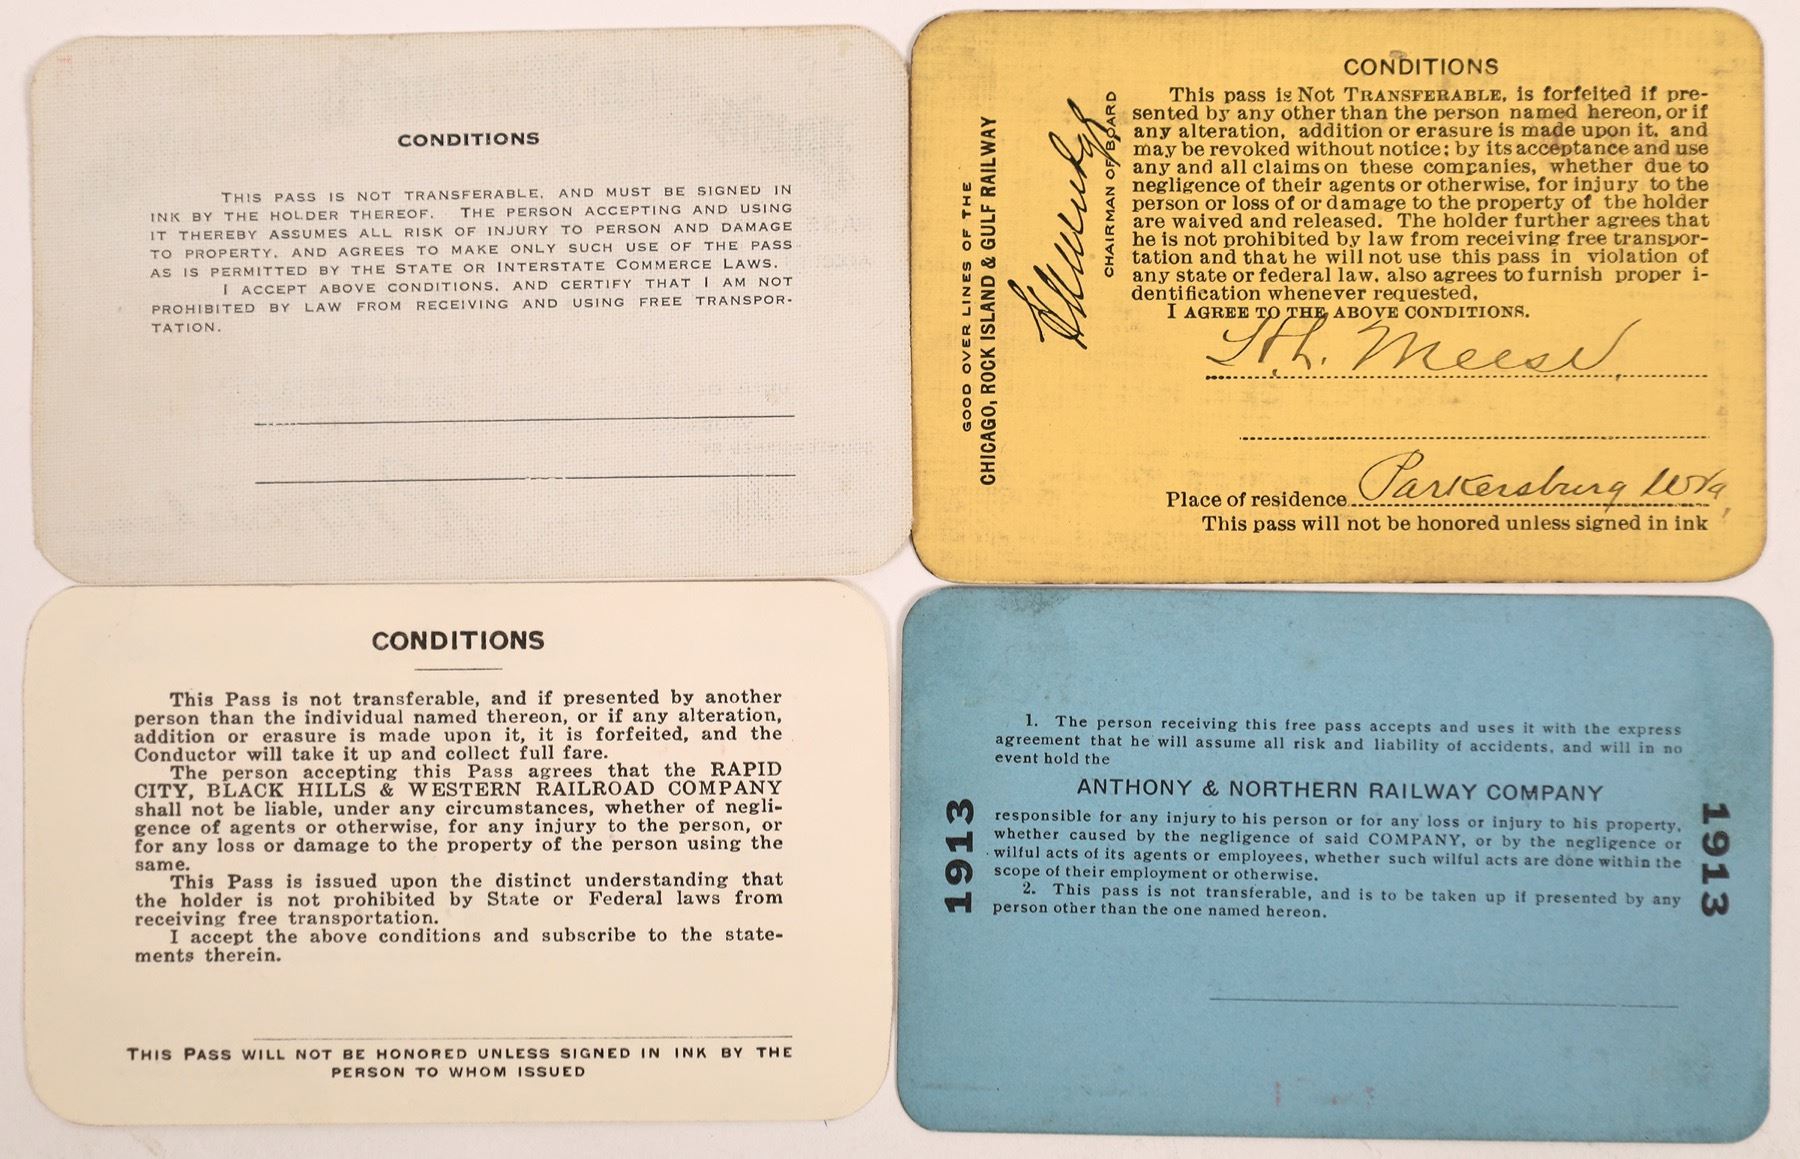 CONDITIONS
THIS PASS IS NOT TRANSFERABLE, AND MUST BE SIGNED IN
INK BY THE HOLDER THEREOF. THE PERSON ACCEPTING AND USING
IT THEREBY ASSUMES ALL RISK OF INJURY TO PERSON AND DAMAGE
TO PROPERTY, AND AGREES TO MAKE ONLY SUCH USE OF THE PASS
AS IS PERMITTED BY THE STATE OR INTERSTATE COMMERCE LAWS.
I ACCEPT ABOVE CONDITIONS, AND CERTIFY THAT I AM NOT
PROHIBITED BY LAW FROM RECEIVING AND USING FREE TRANSPOR-
TATION.
GOOD OVER LINES OF THE
CHICAGO, ROCK ISLAND & GULF RAILWAY
CHAIRMAN OF BOARD
CONDITIONS
This pass is Not TRANSFERABLE, is forfeited if pre-
sented by any other than the person named hereon, or if
any alteration, addition or erasure is made upon it, and
may be revoked without notice; by its acceptance and use
any and all claims on these companies, whether due to
negligence of their agents or otherwise, for injury to the
person or loss of or damage to the property of the holder
are waived and released. The holder further agrees that
he is not prohibited by law from receiving free transpor-
tation and that he will not use this pass in violation of
any state or federal law, also agrees to furnish proper i-
dentification whenever requested.
I AGREE TO THE ABOVE CONDITIONS.
Meese
Place of residence Parkersburg W Va
This pass will not be honored unless signed in ink
CONDITIONS
This Pass is not transferable, and if presented by another
person than the individual named thereon, or if any alteration,
addition or erasure is made upon it, it is forfeited, and the
Conductor will take it up and collect full fare.
The person accepting this Pass agrees that the RAPID
CITY, BLACK HILLS & WESTERN RAILROAD COMPANY
shall not be liable, under any circumstances, whether of negli-
gence of agents or otherwise, for any injury to the person, or
for any loss or damage to the property of the person using the
same.
This Pass is issued upon the distinct understanding that
the holder is not prohibited by State or Federal laws from
receiving free transportation.
I accept the above conditions and subscribe to the state-
ments therein.
THIS PASS WILL NOT BE HONORED UNLESS SIGNED IN INK BY THE
PERSON TO WHOM ISSUED
1913
1. The person receiving this free pass accepts and uses it with the express
agreement that he will assume all risk and liability of accidents, and will in no
event hold the
ANTHONY & NORTHERN RAILWAY COMPANY
responsible for any injury to his person or for any loss or injury to his property,
whether caused by the negligence of said COMPANY, or by the negligence or
wilful acts of its agents or employees, whether such wilful acts are done within the
scope of their employment or otherwise.
2. This pass is not transferable, and is to be taken up if presented by any
person other than the one named hereon.
1913